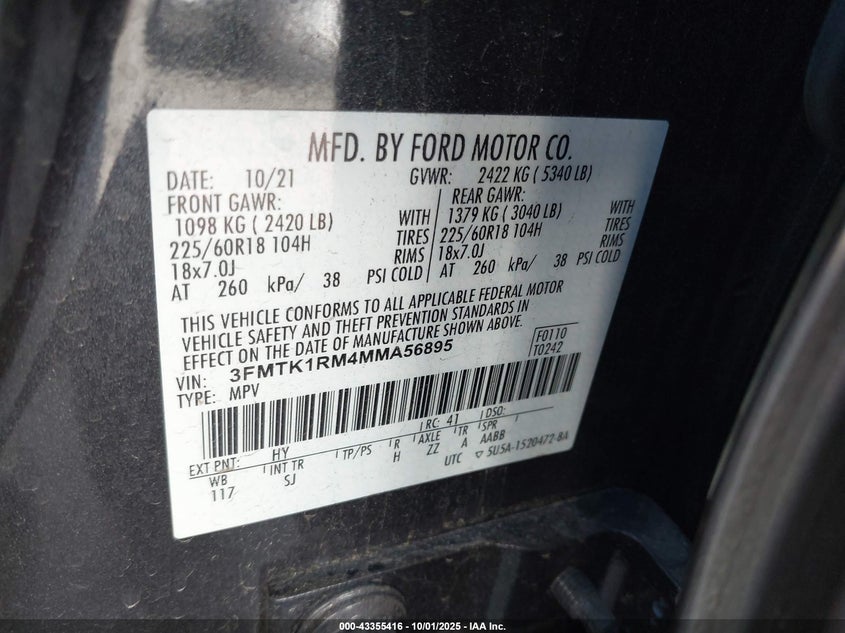 MFD. BY FORD MOTOR CO.
DATE: 10/21 GVWR: 2422 KG ( 5340 LB)
FRONT GAWR: REAR GAWR:
1098 KG ( 2420 LB) WITH 1379 KG ( 3040 LB) WITH
225/60R18 104H TIRES 225/60R18 104H TIRES
18x7.0J RIMS 18x7.0J RIMS
AT 260 kPa/ 38 PSI COLD AT 260 kPa/ 38 PSI COLD
THIS VEHICLE CONFORMS TO ALL APPLICABLE FEDERAL MOTOR
VEHICLE SAFETY AND THEFT PREVENTION STANDARDS IN
EFFECT ON THE DATE OF MANUFACTURE SHOWN ABOVE.
F0110
T0242
VIN: 3FMTK1RM4MMA56895
TYPE: MPV
EXT PNT: HY RC: 41 DSO:
WB INT TR TP/PS R AXLE TR SPR
117 SJ H ZZ A AABB
UTC ▽ 5U5A-1520472-BA
000-43355416 - 10/01/2025 - IAA Inc.